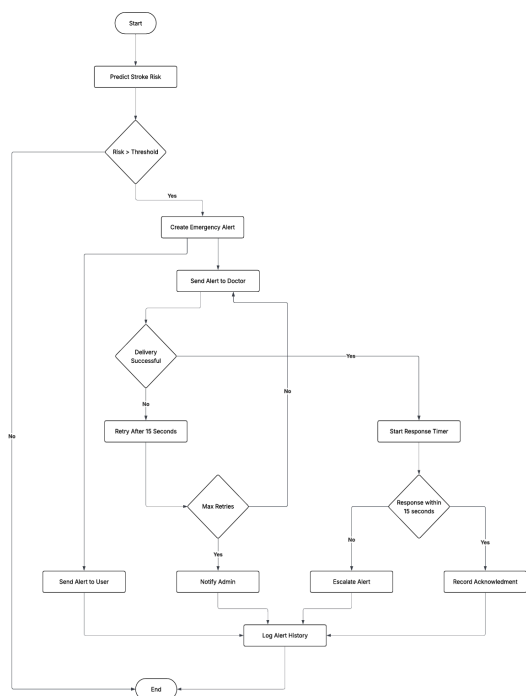 Start
Predict Stroke Risk
Risk > Threshold
Yes
Create Emergency Alert
Send Alert to Doctor
Delivery
Successful
Yes
No
No
No
Retry After 15 Seconds
Start Response Timer
Max Retries
Response within
15 seconds
Yes
No
Yes
Send Alert to User
Notify Admin
Escalate Alert
Record Acknowledment
Log Alert History
End